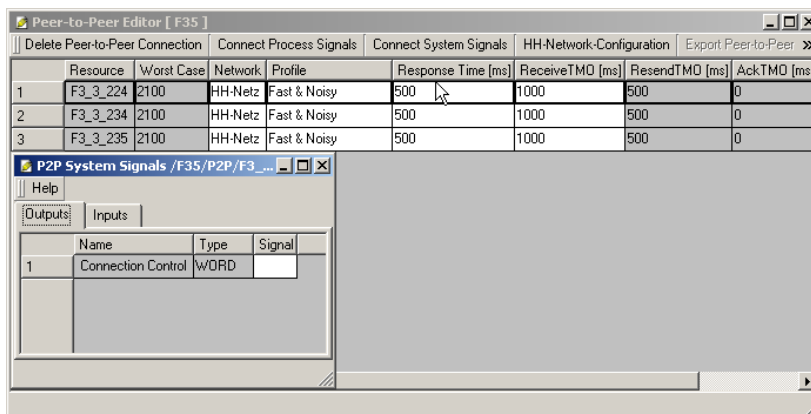 Peer-to-Peer Editor [ F35 ]
Delete Peer-to-Peer Connection Connect Process Signals Connect System Signals HH-Network-Configuration Export Peer-to-Peer »
Resource Worst Case Network Profile Response Time [ms] ReceiveTMO [ms] ResendTMO [ms] AckTMO [ms
1 F3_3_224 2100 HH-Netz Fast & Noisy 500 1000 500 0
2 F3_3_234 2100 HH-Netz Fast & Noisy 500 1000 500 0
3 F3_3_235 2100 HH-Netz Fast & Noisy 500 1000 500 0
P2P System Signals /F35/P2P/F3_...
Help
Outputs Inputs
Name Type Signal
1 Connection Control WORD